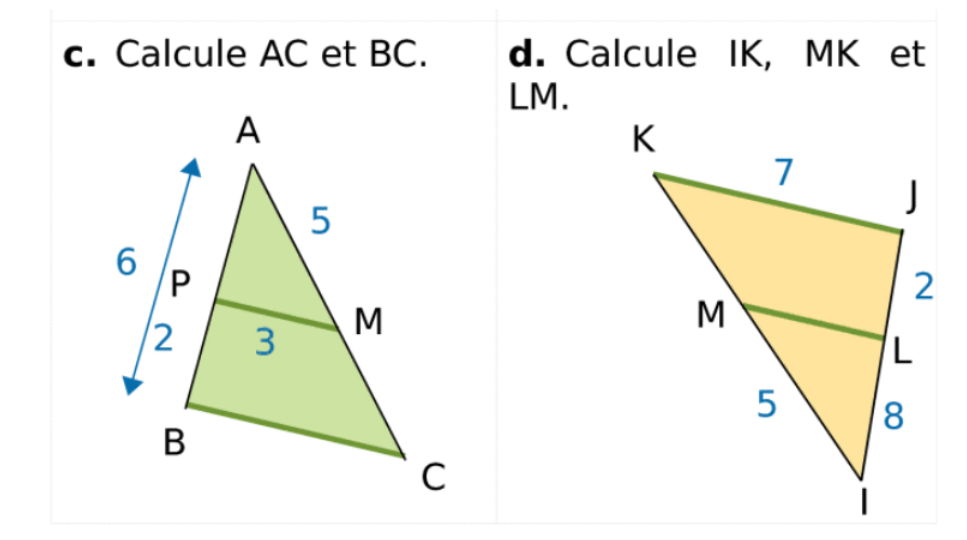 c. Calcule AC et BC.
A
5
6
P
M
2
3
B
C
d. Calcule IK, MK et
LM.
K
7
J
2
M
L
5
8
I